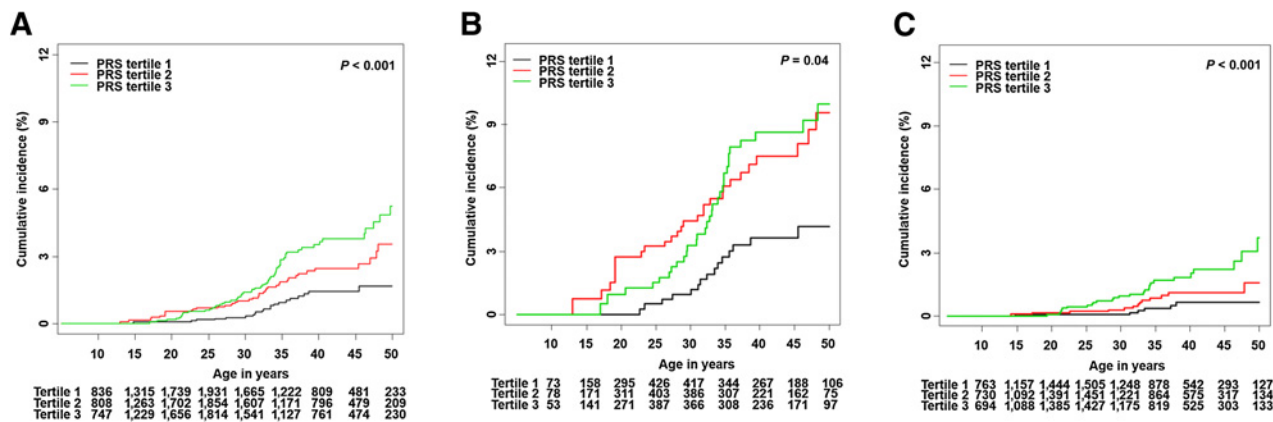 A
12
9
6
3
0
Cumulative incidence (%)
PRS tertile 1
PRS tertile 2
PRS tertile 3
P < 0.001
10 15 20 25 30 35 40 45 50
Age in years
Tertile 1 836 1,315 1,739 1,931 1,665 1,222 809 481 233
Tertile 2 808 1,263 1,702 1,854 1,607 1,171 796 479 209
Tertile 3 747 1,229 1,656 1,814 1,541 1,127 761 474 230
B
12
9
6
3
0
Cumulative incidence (%)
PRS tertile 1
PRS tertile 2
PRS tertile 3
P = 0.04
10 15 20 25 30 35 40 45 50
Age in years
Tertile 1 73 158 295 426 417 344 267 188 106
Tertile 2 78 171 311 403 386 307 221 162 75
Tertile 3 53 141 271 387 366 308 236 171 97
C
12
9
6
3
0
Cumulative incidence (%)
PRS tertile 1
PRS tertile 2
PRS tertile 3
P < 0.001
10 15 20 25 30 35 40 45 50
Age in years
Tertile 1 763 1,157 1,444 1,505 1,248 878 542 293 127
Tertile 2 730 1,092 1,391 1,451 1,221 864 575 317 134
Tertile 3 694 1,088 1,385 1,427 1,175 819 525 303 133